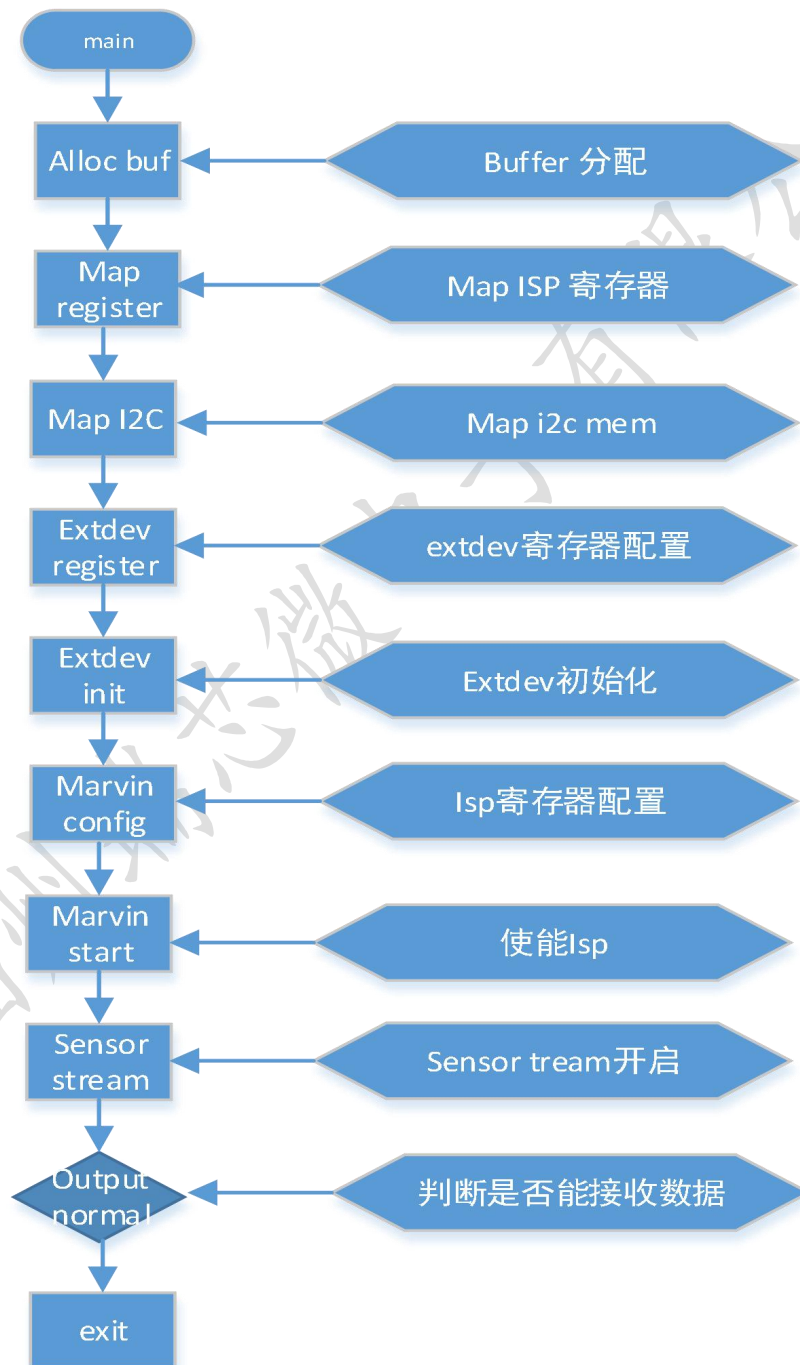 main
Alloc buf
Buffer 分配
Map
register
Map ISP 寄存器
Map I2C
Map i2c mem
Extdev
register
extdev寄存器配置
Extdev
init
Extdev初始化
Marvin
config
Isp寄存器配置
Marvin
start
使能Isp
Sensor
stream
Sensor tream开启
Output
normal
判断是否能接收数据
exit